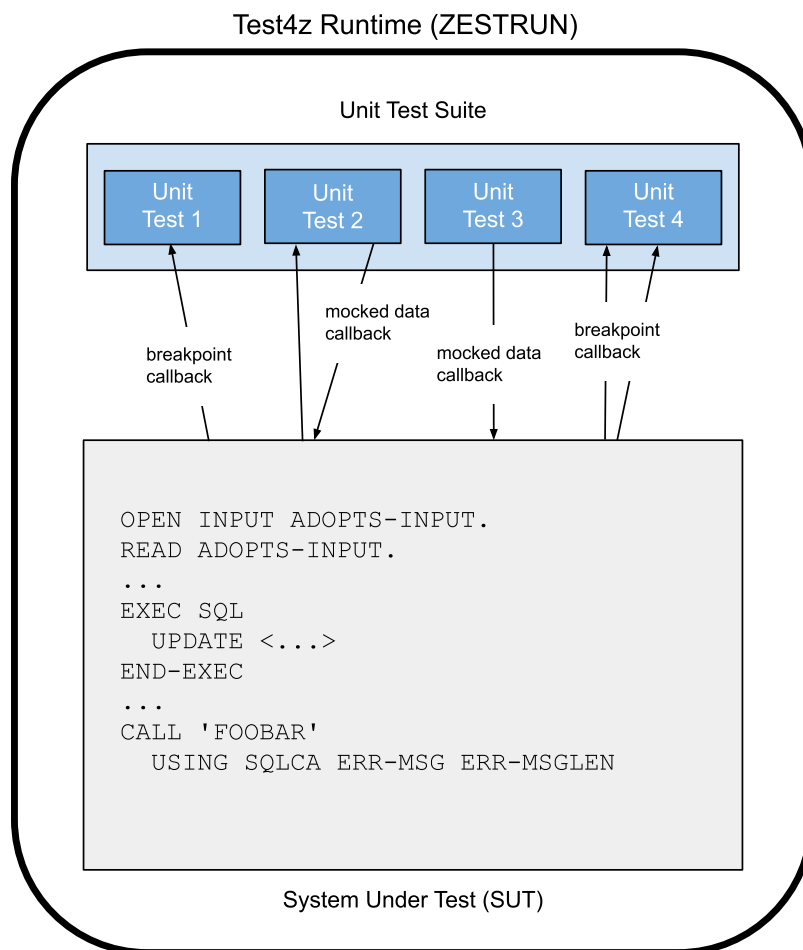 Test4z Runtime (ZESTRUN)
Unit Test Suite
Unit
Test 1
Unit
Test 2
Unit
Test 3
Unit
Test 4
breakpoint
callback
mocked data
callback
mocked data
callback
breakpoint
callback
OPEN INPUT ADOPTS-INPUT.
READ ADOPTS-INPUT.
...
EXEC SQL
  UPDATE <...>
END-EXEC
...
CALL 'FOOBAR'
  USING SQLCA ERR-MSG ERR-MSGLEN
System Under Test (SUT)